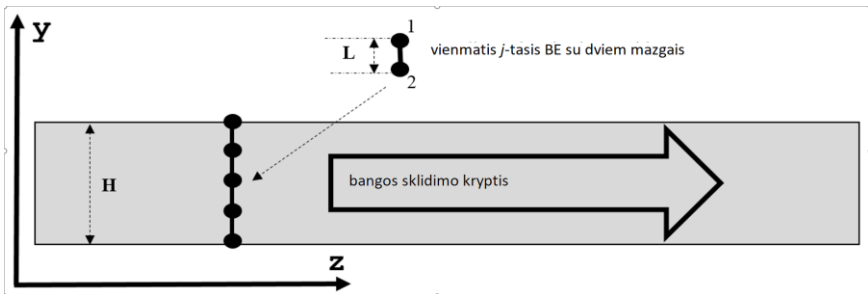 y
1
L
2
vienmatis j-tasis BE su dviem mazgais
H
bangos sklidimo kryptis
z